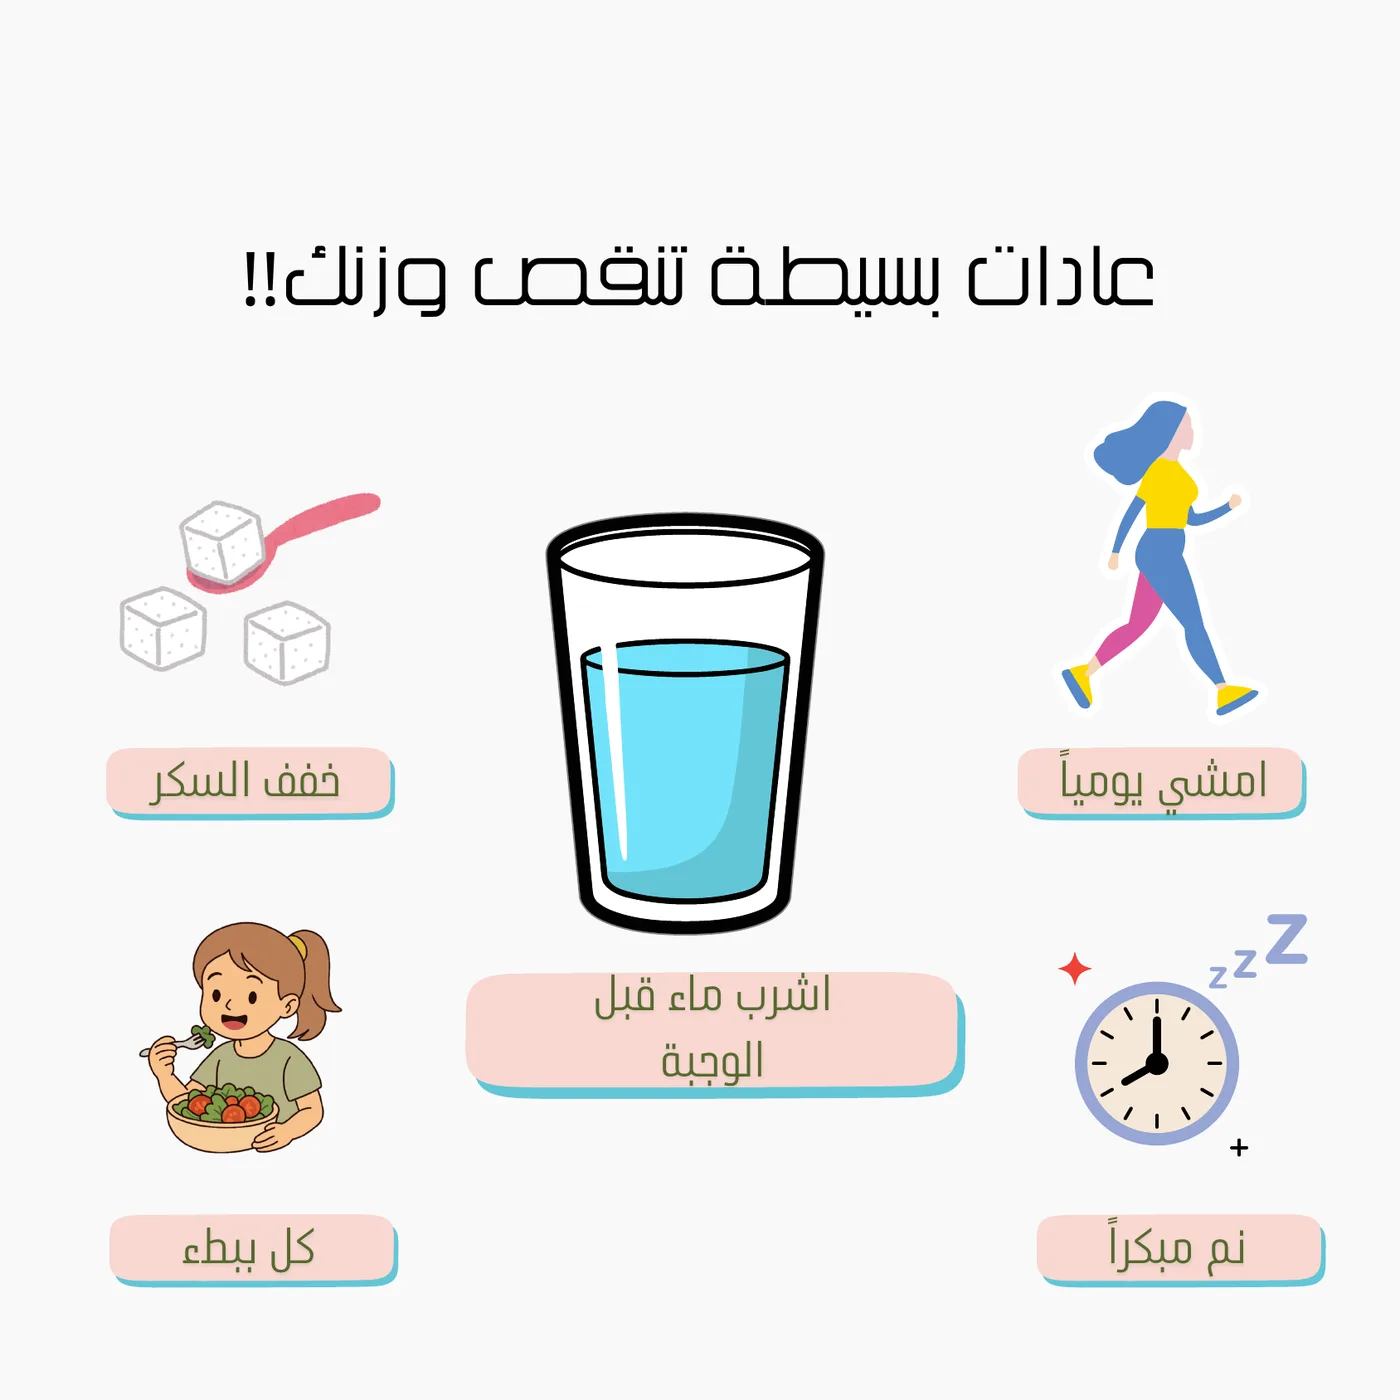 عادات بسيطة تنقص وزنك!!
امشي يومياً
خفف السكر
اشرب ماء قبل
الوجبة
z z Z
نم مبكراً
كل ببطء